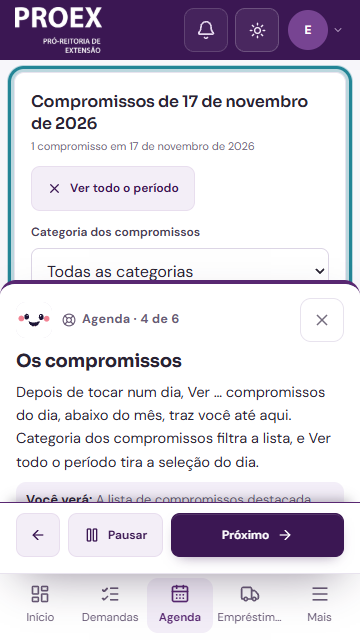 PROEX
PRÓ-REITORIA DE
EXTENSÃO
E
Compromissos de 17 de novembro
de 2026
1 compromisso em 17 de novembro de 2026
Ver todo o período
Categoria dos compromissos
Todas as categorias
Agenda · 4 de 6
Os compromissos
Depois de tocar num dia, Ver ... compromissos
do dia, abaixo do mês, traz você até aqui.
Categoria dos compromissos filtra a lista, e Ver
todo o período tira a seleção do dia.
Você verá: A lista de compromissos destacada
Pausar
Próximo
Início
Demandas
Agenda
Empréstim...
Mais